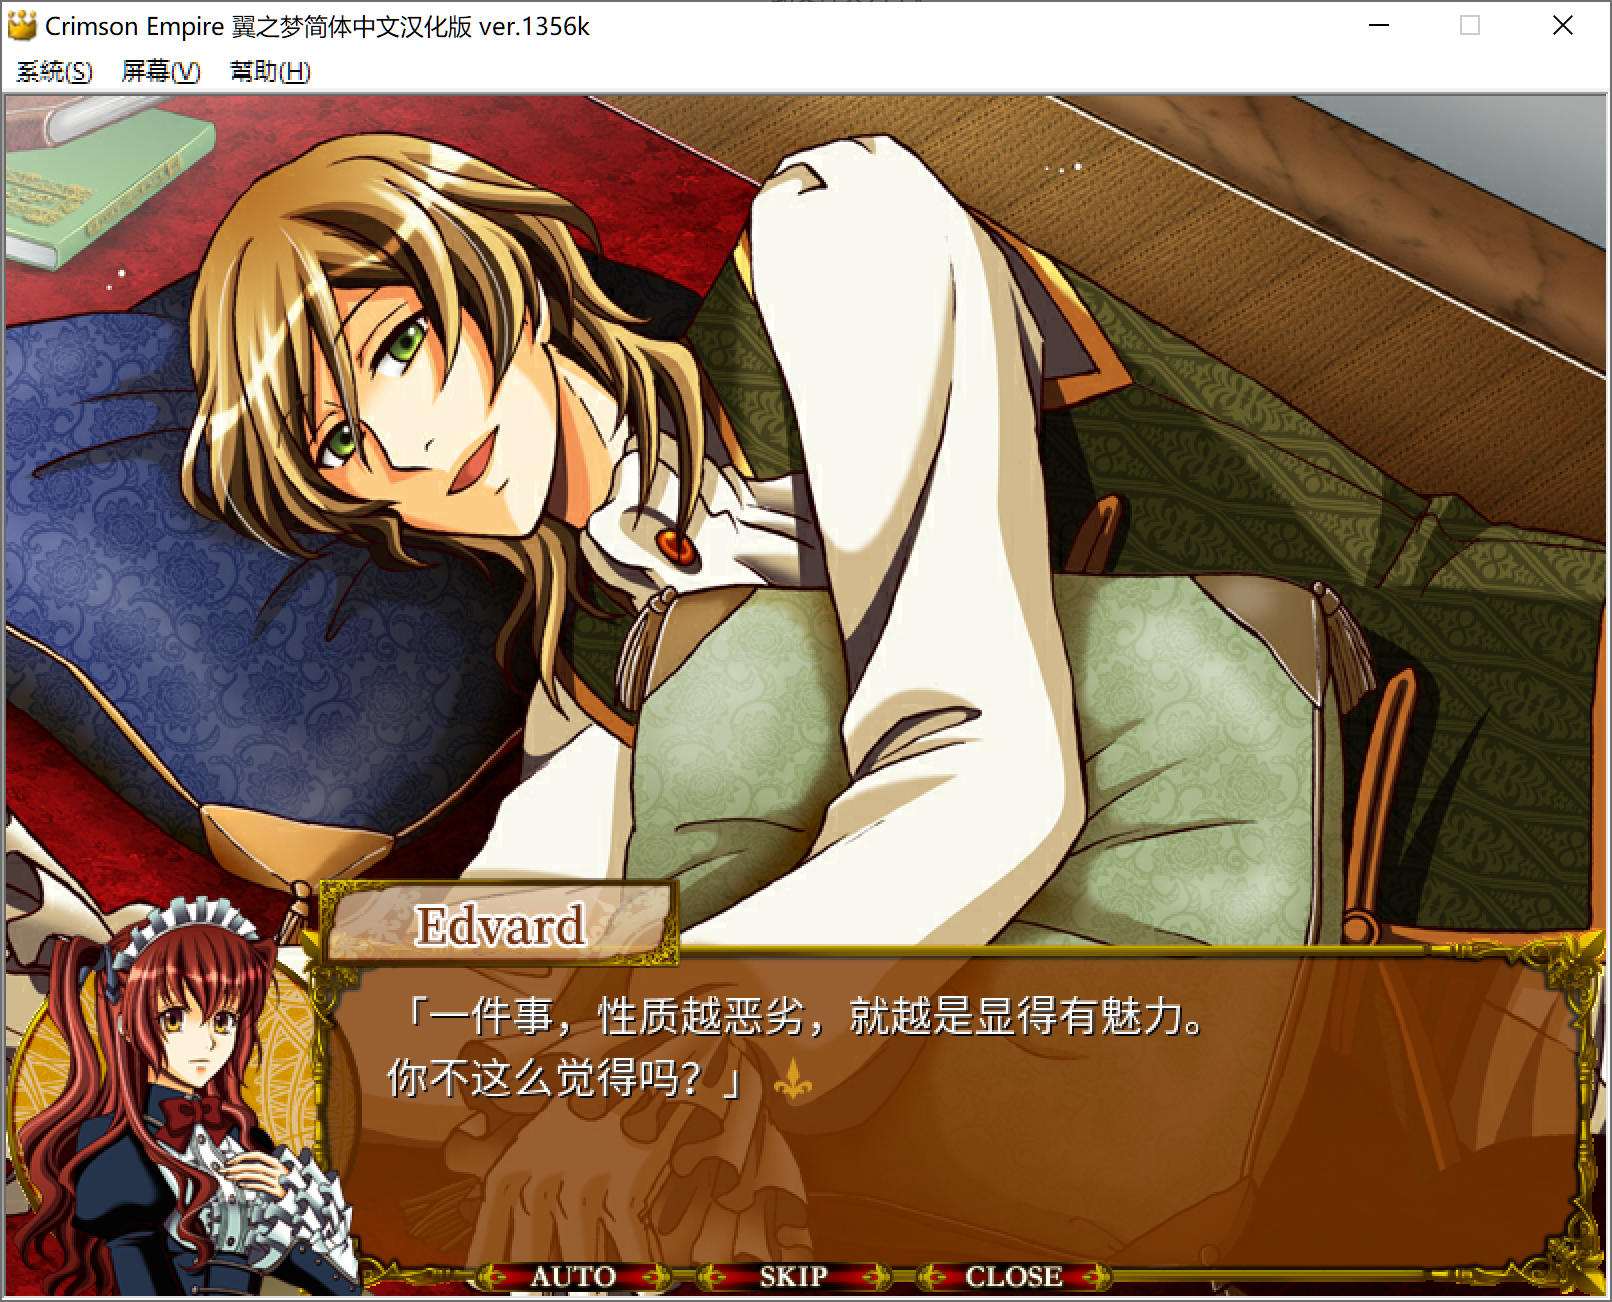 Crimson Empire 翼之梦简体中文汉化版 ver.1356k
系統(S) 屏幕(V) 幫助(H)
Edvard
「一件事，性质越恶劣，就越是显得有魅力。
你不这么觉得吗？」
AUTO SKIP CLOSE